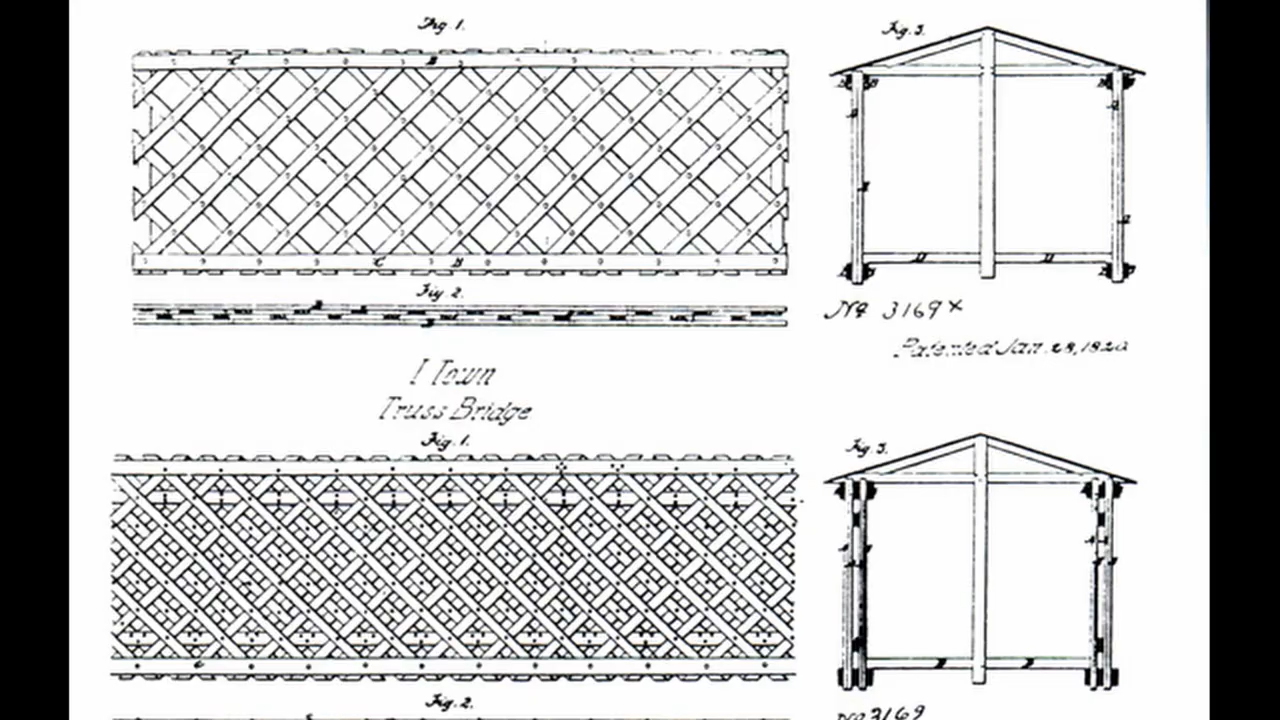 Fig. 1.
Fig. 3.
C
B
C
B
D
D
Fig 2.
No 3169 X
Patented Jan. 28, 1820
I Town
Truss Bridge
Fig. 1.
Fig. 3.
Fig. 2.
No 3169